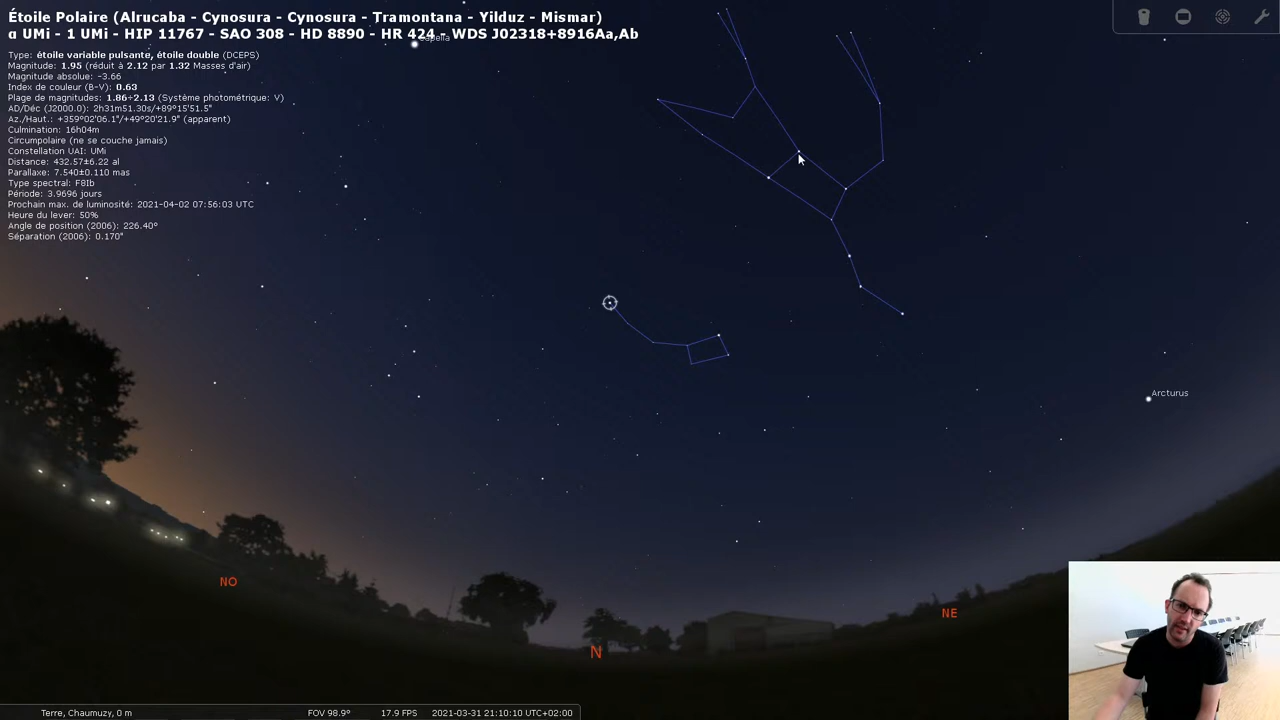 Étoile Polaire (Alrucaba - Cynosura - Cynosura - Tramontana - Yilduz - Mismar)
α UMi - 1 UMi - HIP 11767 - SAO 308 - HD 8890 - HR 424 - WDS J02318+8916Aa,Ab
Capella
Type: étoile variable pulsante, étoile double (DCEPS)
Magnitude: 1.95 (réduit à 2.12 par 1.32 Masses d'air)
Magnitude absolue: -3.66
Index de couleur (B-V): 0.63
Plage de magnitudes: 1.86÷2.13 (Système photométrique: V)
AD/Déc (J2000.0): 2h31m51.30s/+89°15'51.5"
Az./Haut.: +359°02'06.1"/+49°20'21.9" (apparent)
Culmination: 16h04m
Circumpolaire (ne se couche jamais)
Constellation UAI: UMi
Distance: 432.57±6.22 al
Parallaxe: 7.540±0.110 mas
Type spectral: F8Ib
Période: 3.9696 jours
Prochain max. de luminosité: 2021-04-02 07:56:03 UTC
Heure du lever: 50%
Angle de position (2006): 226.40°
Séparation (2006): 0.170"
Arcturus
NO
NE
N
Terre, Chaumuzy, 0 m
FOV 98.9°
17.9 FPS
2021-03-31 21:10:10 UTC+02:00